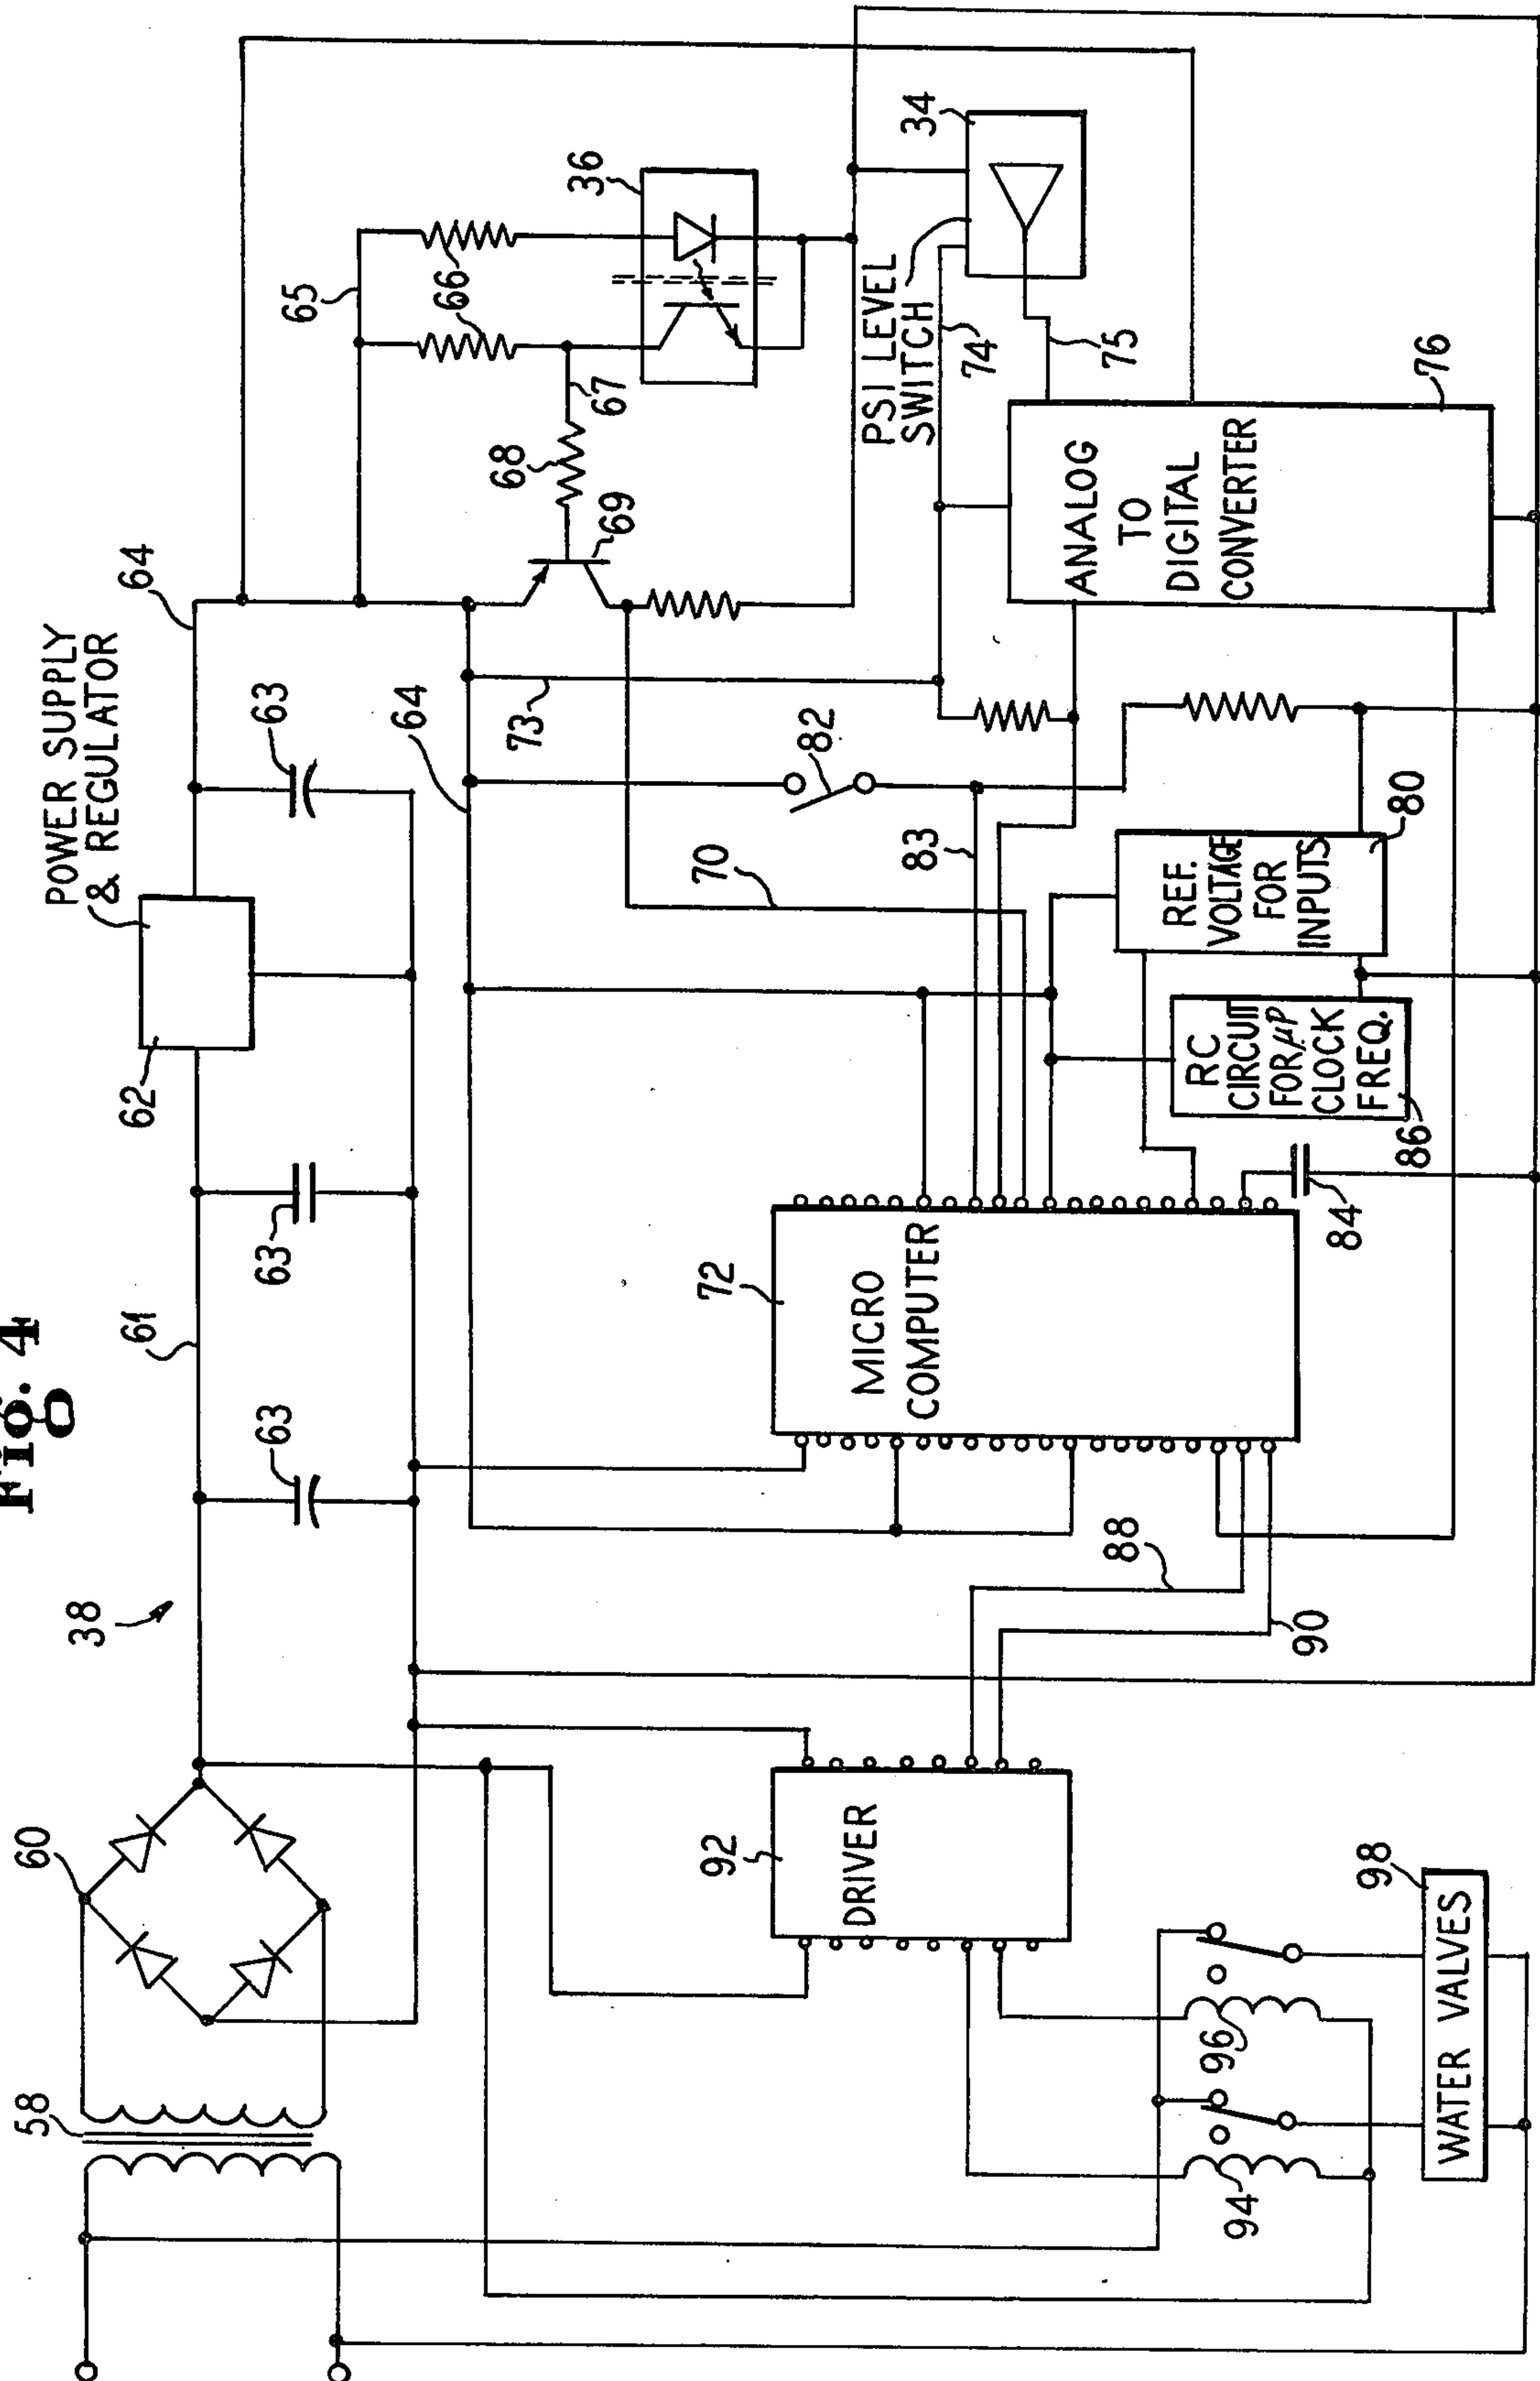 Fig. 4
38
58
60
61
63
63
62
POWER SUPPLY
& REGULATOR
63
64
64
65
66
36
67
68
69
70
73
82
83
PSI LEVEL
SWITCH
34
74
75
ANALOG
TO
DIGITAL
CONVERTER
76
72
MICRO
COMPUTER
REF.
VOLTAGE
FOR
INPUTS
80
RC
CIRCUIT
FOR μP
CLOCK
FREQ.
86
84
88
90
92
DRIVER
94
96
98
WATER VALVES